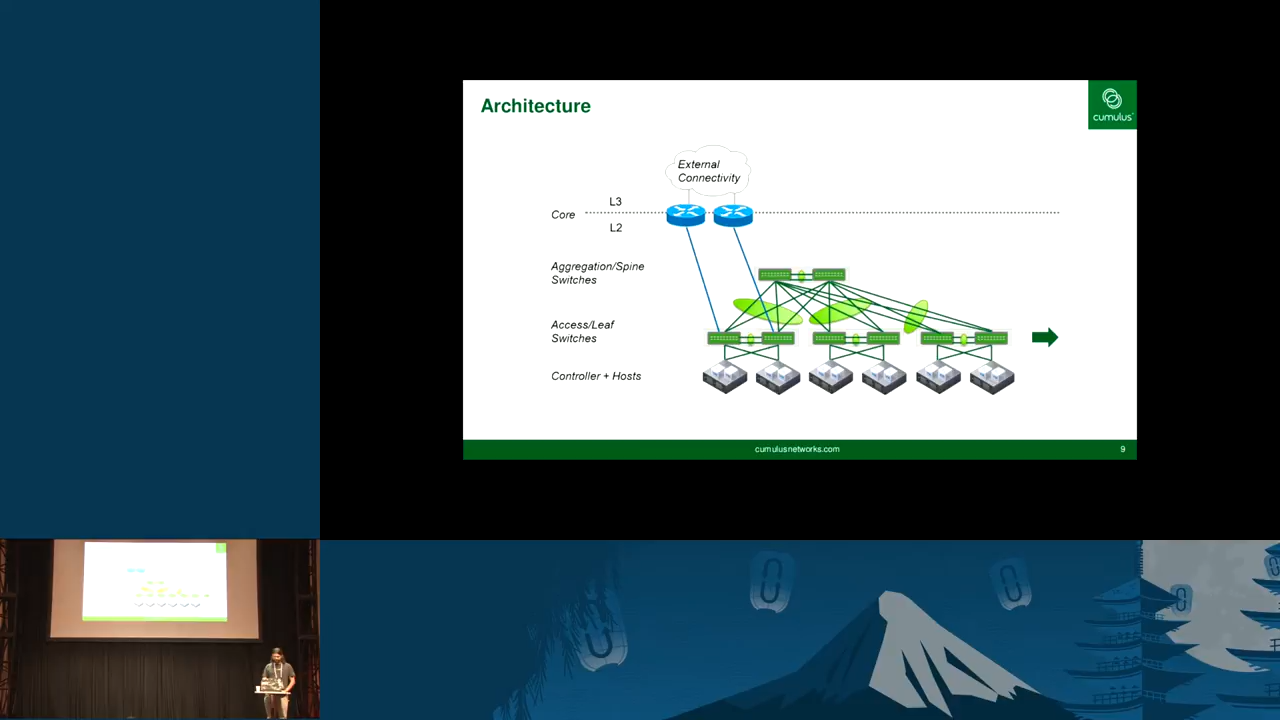 Architecture
cumulus
External
Connectivity
L3
Core
L2
Aggregation/Spine
Switches
Access/Leaf
Switches
Controller + Hosts
cumulusnetworks.com
9